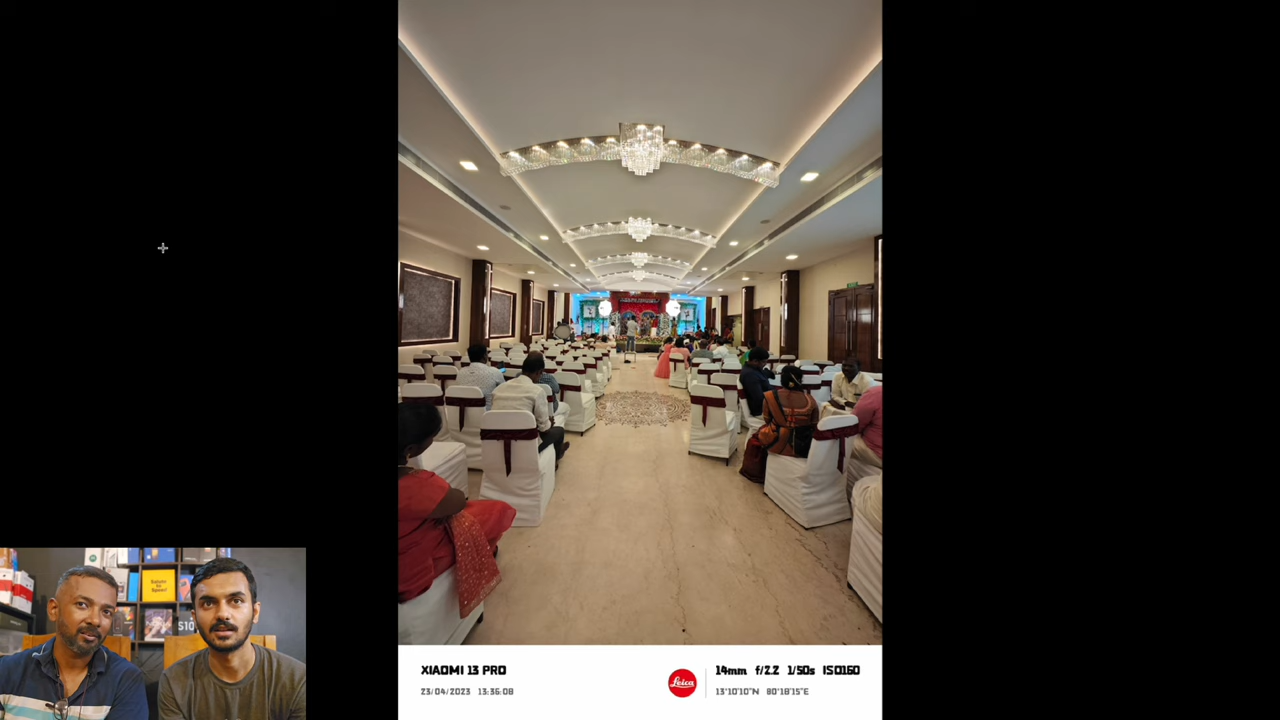 XIAOMI 13 PRO
23/04/2023 13:36:08
Leica
14mm f/2.2 1/50s ISO160
13°10'10"N 80°18'15"E
S10